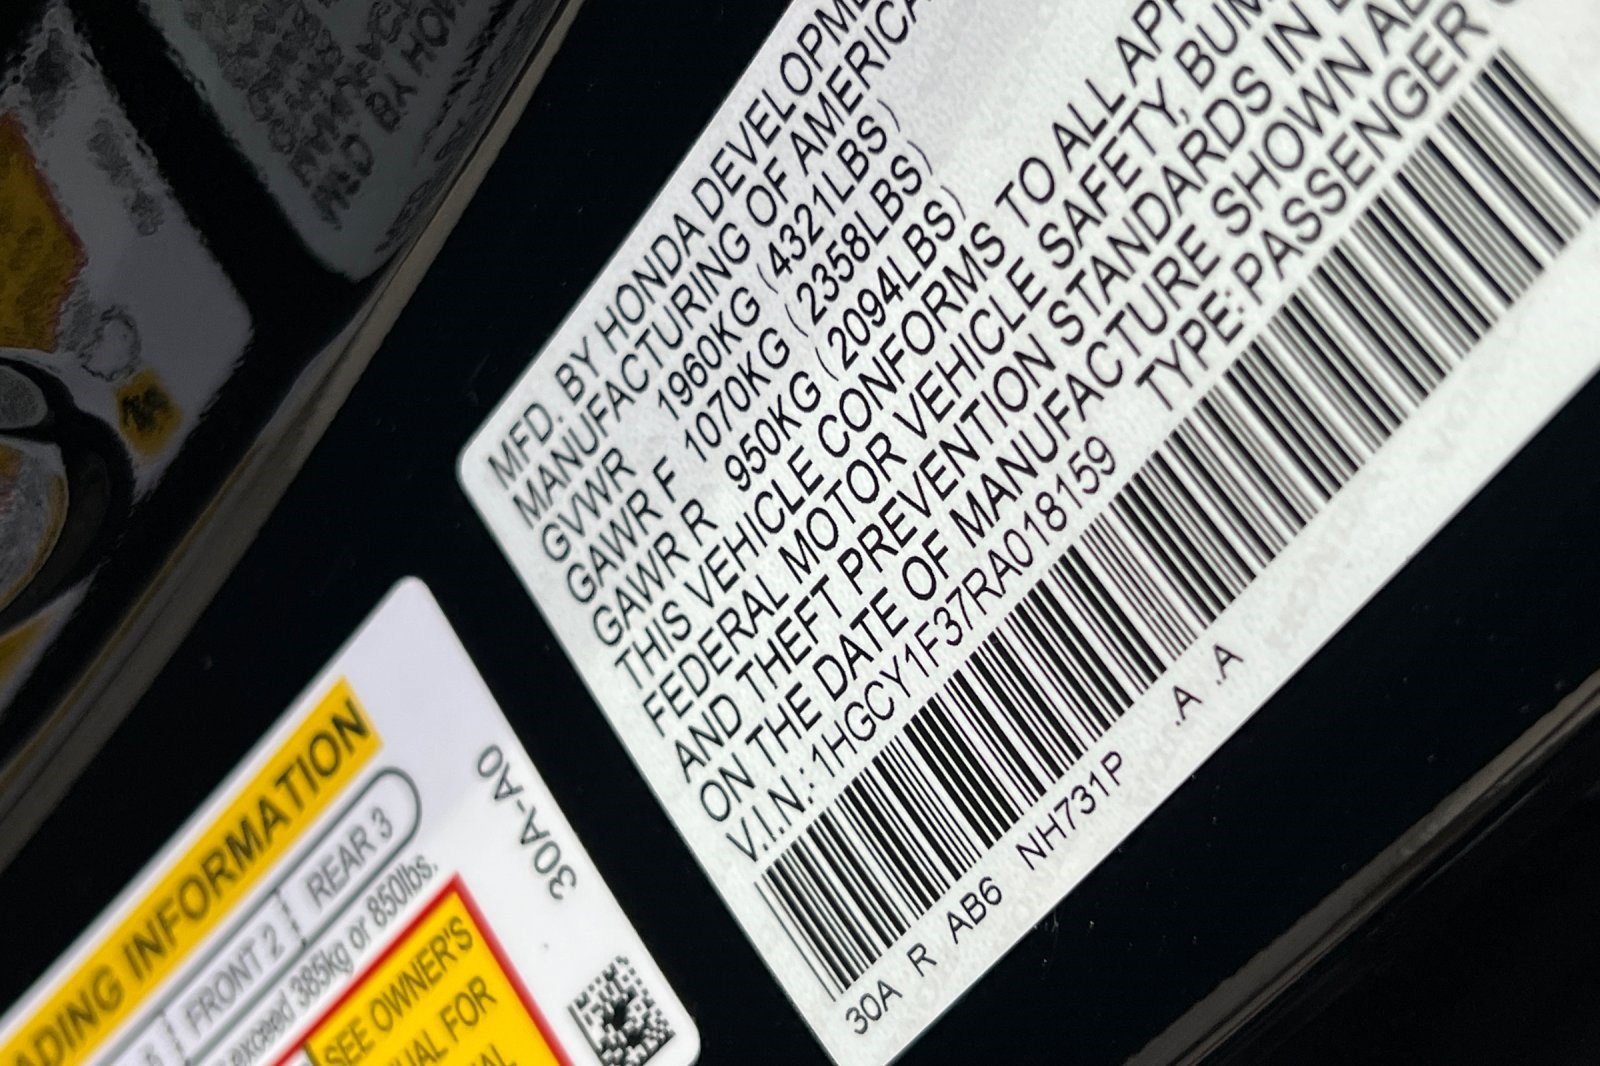 MFD. BY HONDA DEVELOPME
MANUFACTURING OF AMERICA
GVWR 1960KG (4321LBS)
GAWR F 1070KG (2358LBS)
GAWR R 950KG (2094LBS)
THIS VEHICLE CONFORMS TO ALL APP
FEDERAL MOTOR VEHICLE SAFETY, BUM
AND THEFT PREVENTION STANDARDS IN E
ON THE DATE OF MANUFACTURE SHOWN AB
V.I.N.: 1HGCY1F37RA018159 TYPE: PASSENGER
30A R AB6 NH731P .A .A
ADING INFORMATION
FRONT 2 REAR 3
exceed 385kg or 850lbs.
SEE OWNER'S
UAL FOR
30A-A0